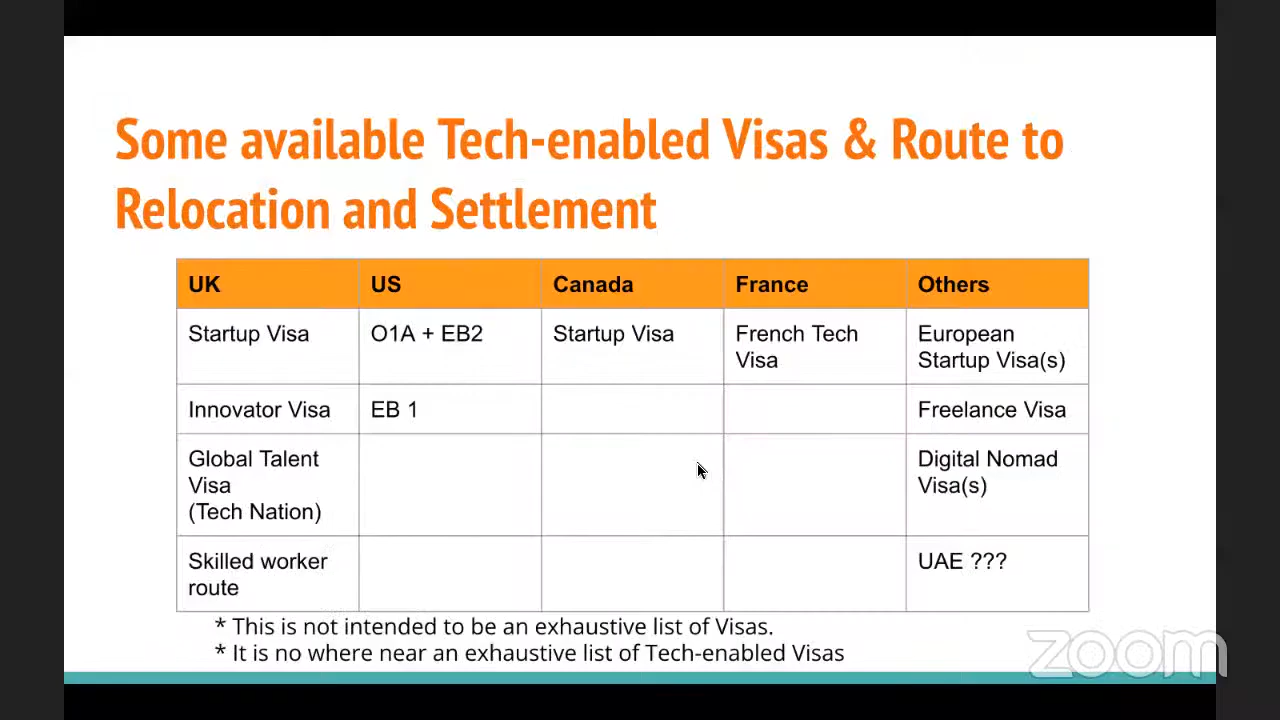 Some available Tech-enabled Visas & Route to
Relocation and Settlement
UK US Canada France Others
Startup Visa O1A + EB2 Startup Visa French Tech European
Visa Startup Visa(s)
Innovator Visa EB 1 Freelance Visa
Global Talent Digital Nomad
Visa Visa(s)
(Tech Nation)
Skilled worker UAE ???
route
* This is not intended to be an exhaustive list of Visas.
* It is no where near an exhaustive list of Tech-enabled Visas
zoom